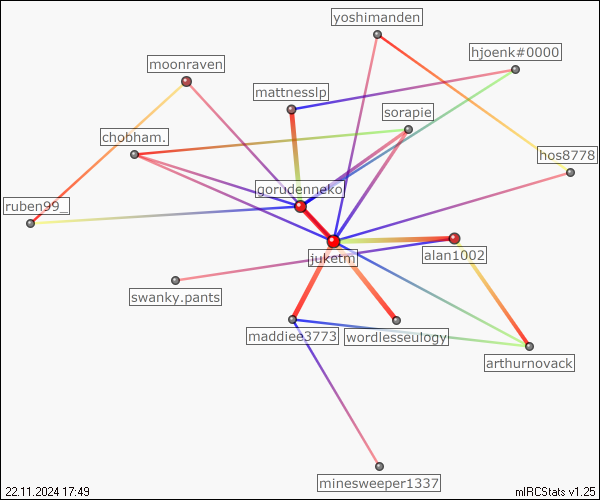 yoshimanden
hjoenk#0000
moonraven
mattnesslp
sorapie
chobham.
hos8778
gorudenneko
ruben99_
juketm
alan1002
swanky.pants
maddiee3773
wordlesseulogy
arthurnovack
minesweeper1337
22.11.2024 17:49
mIRCStats v1.25